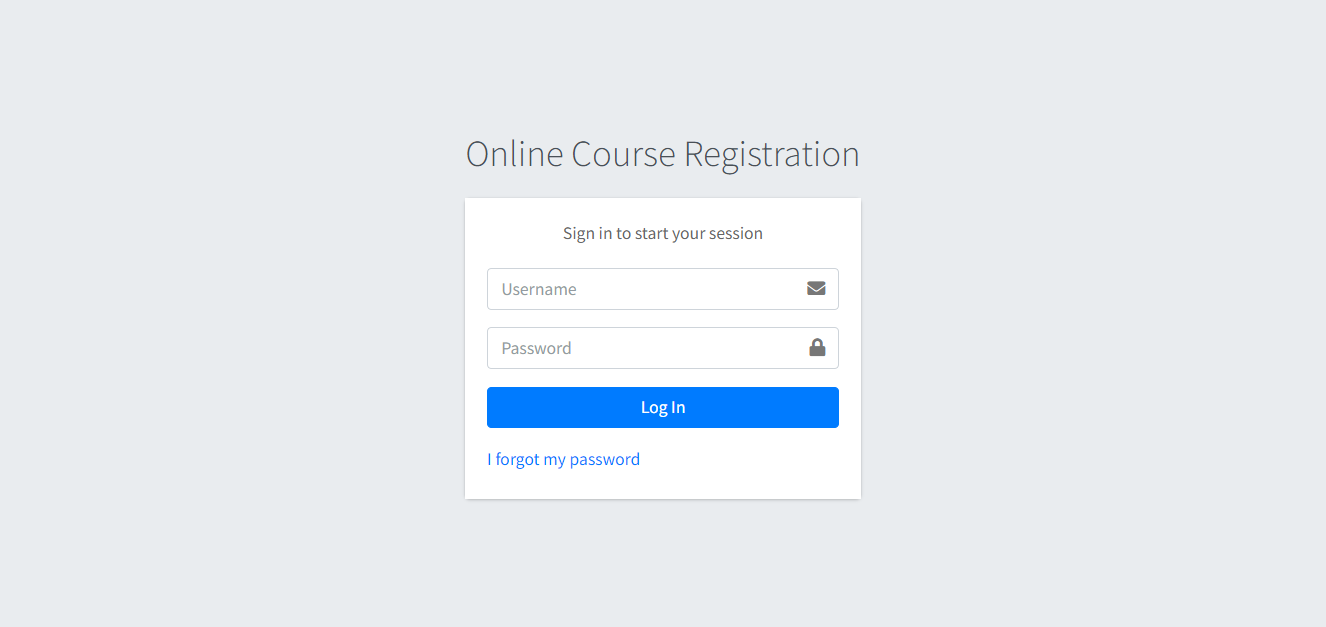 Online Course Registration
Sign in to start your session
Username
Password
Log In
I forgot my password